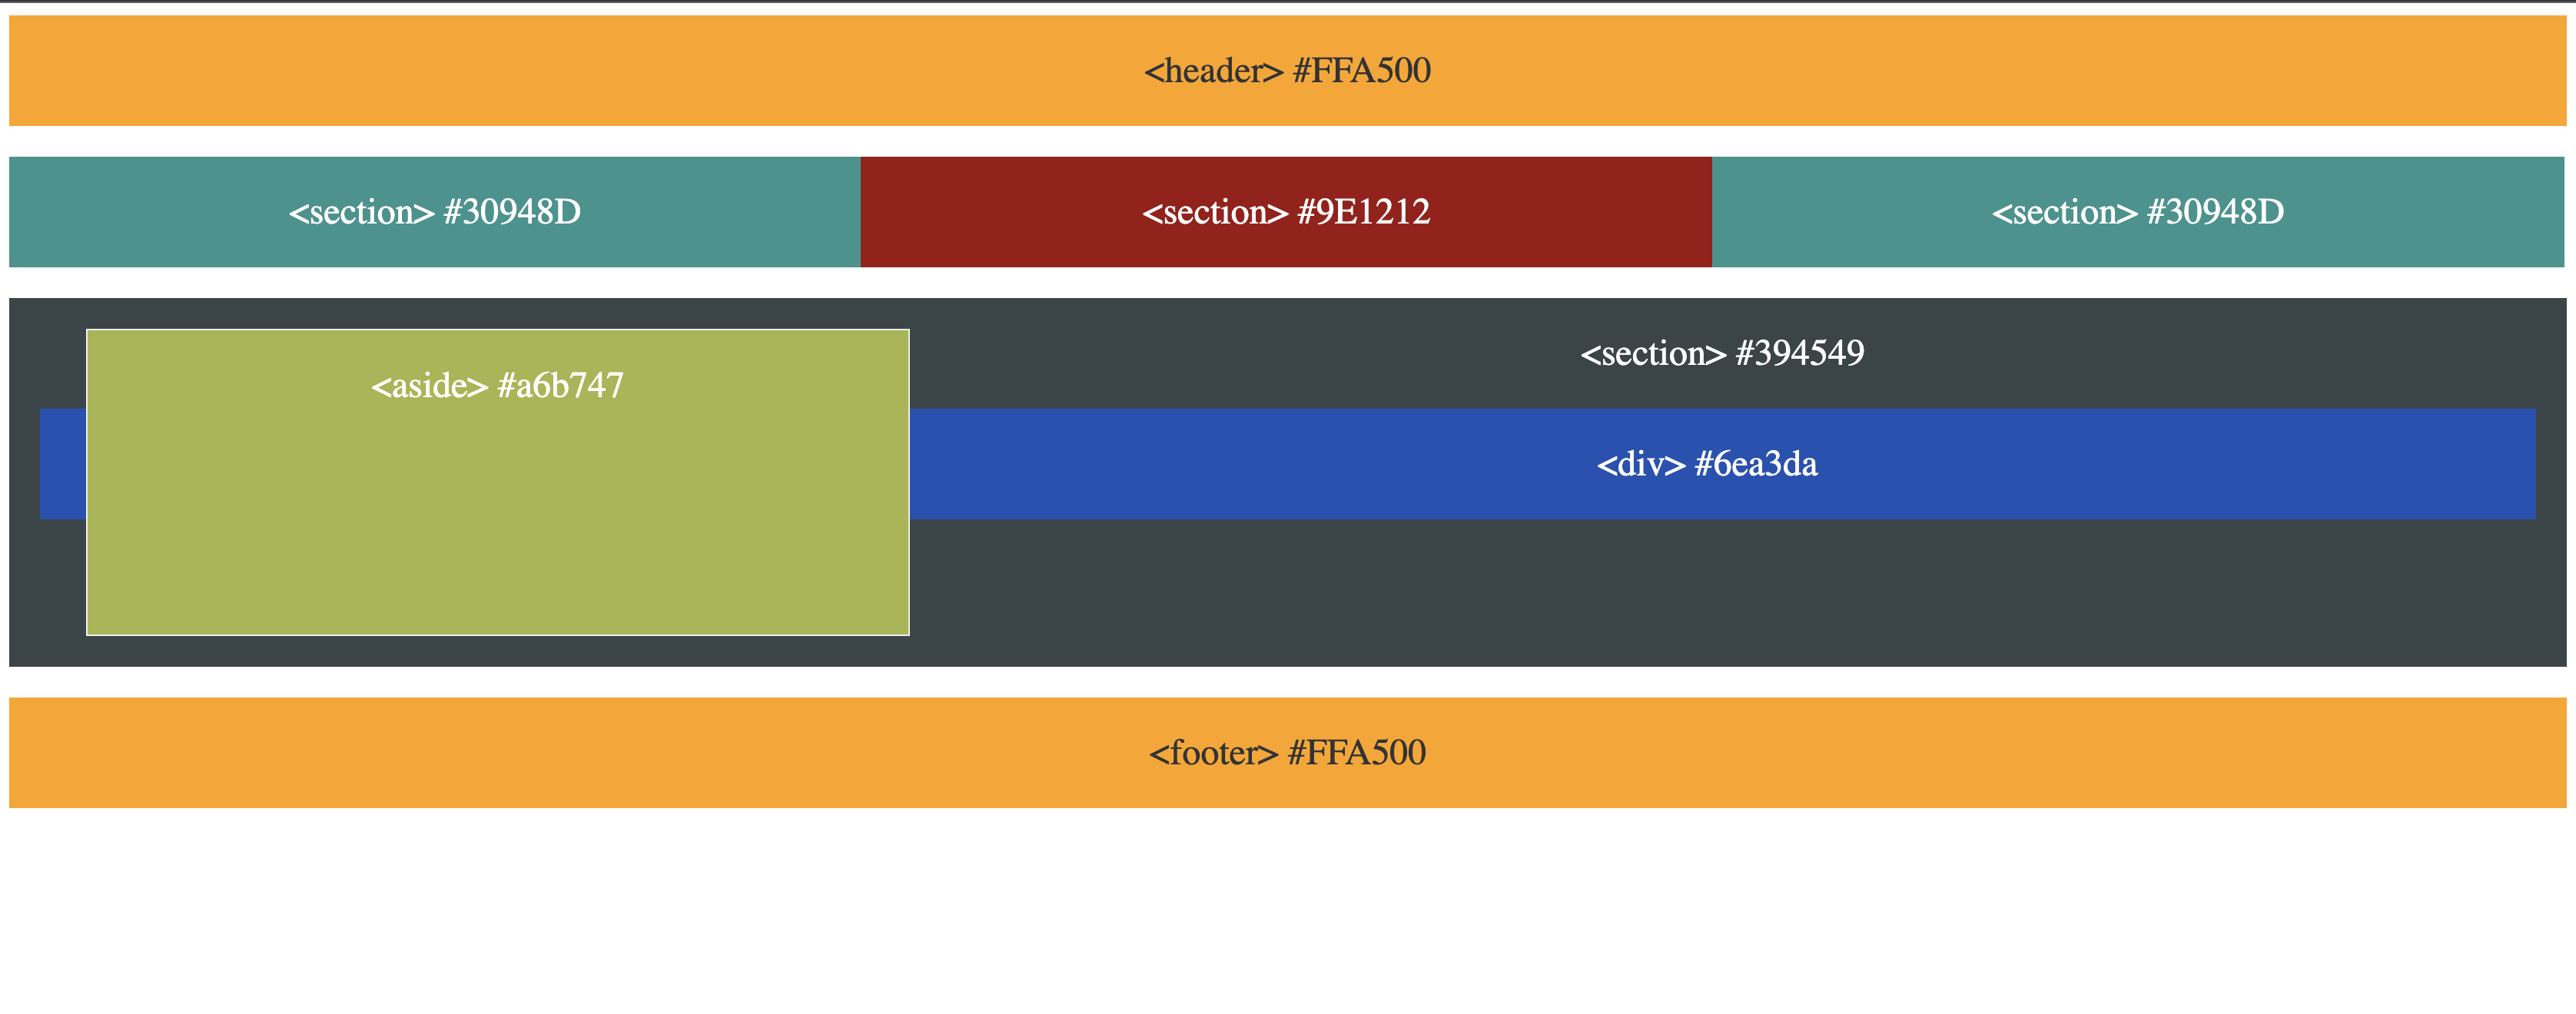 <header> #FFA500
<section> #30948D
<section> #9E1212
<section> #30948D
<section> #394549
<aside> #a6b747
<div> #6ea3da
<footer> #FFA500